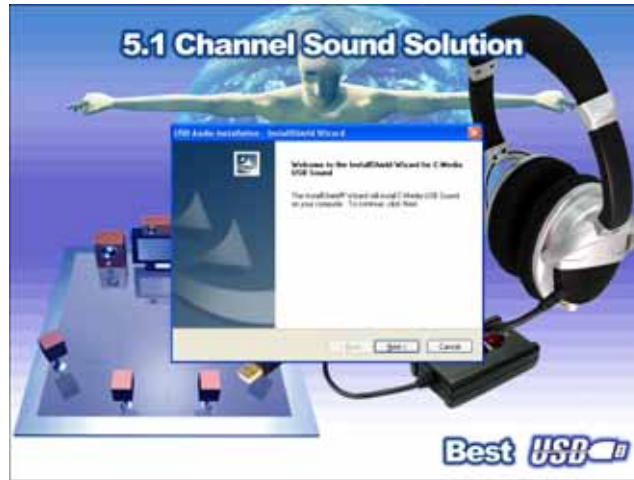 5.1 Channel Sound Solution
USB Audio Installation - InstallShield Wizard
Welcome to the InstallShield Wizard for C-Media
USB Sound
The InstallShield® Wizard will install C-Media USB Sound
on your computer. To continue, click Next.
Next >
Cancel
Best USB